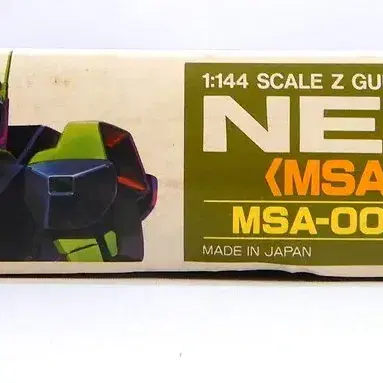 1:144 SCALE Z GU
NE
〈MSA
MSA-00
MADE IN JAPAN